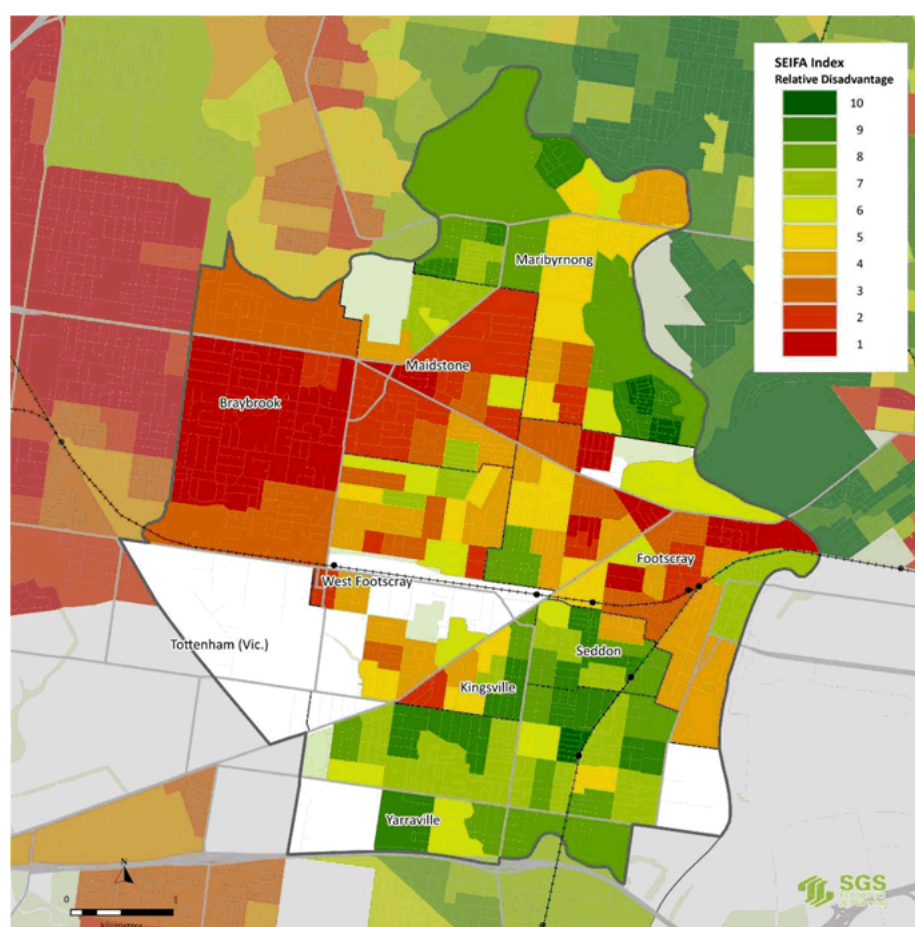 SEIFA Index
Relative Disadvantage
10
9
8
7
6
5
4
3
2
1
Maribyrnong
Maidstone
Braybrook
Footscray
West Footscray
Tottenham (Vic.)
Seddon
Kingsville
Yarraville
N
0
1
kilometres
SGS